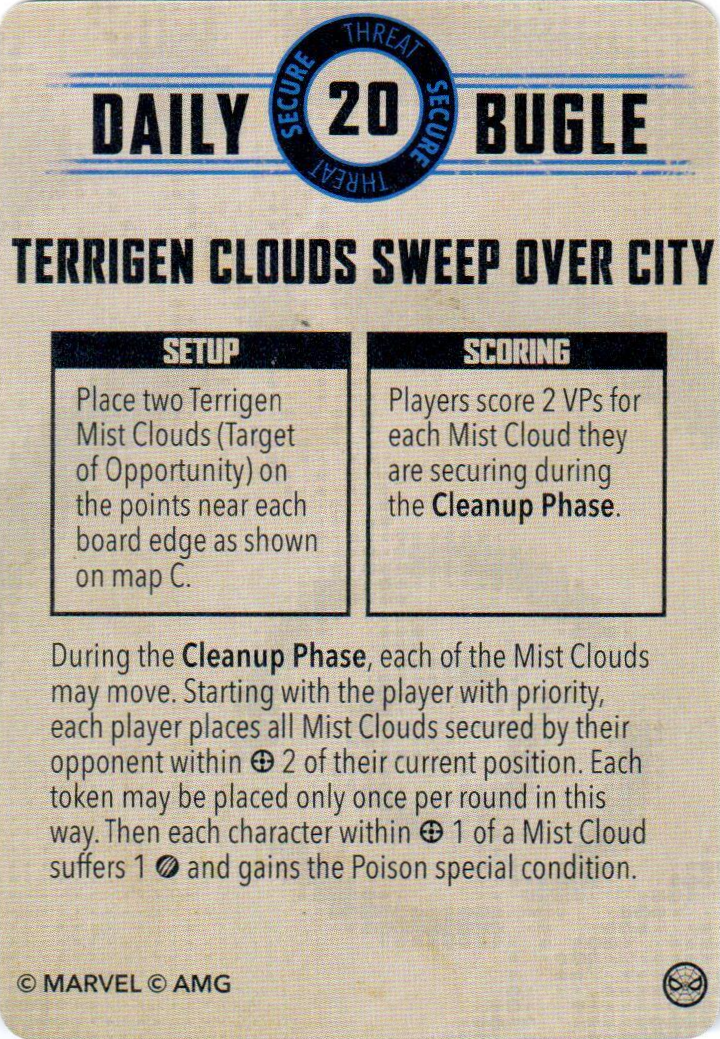 THREAT
SECURE
DAILY 20 BUGLE
SECURE
THREAT
TERRIGEN CLOUDS SWEEP OVER CITY
SETUP
Place two Terrigen
Mist Clouds (Target
of Opportunity) on
the points near each
board edge as shown
on map C.
SCORING
Players score 2 VPs for
each Mist Cloud they
are securing during
the Cleanup Phase.
During the Cleanup Phase, each of the Mist Clouds
may move. Starting with the player with priority,
each player places all Mist Clouds secured by their
opponent within 2 of their current position. Each
token may be placed only once per round in this
way. Then each character within 1 of a Mist Cloud
suffers 1 and gains the Poison special condition.
© MARVEL © AMG